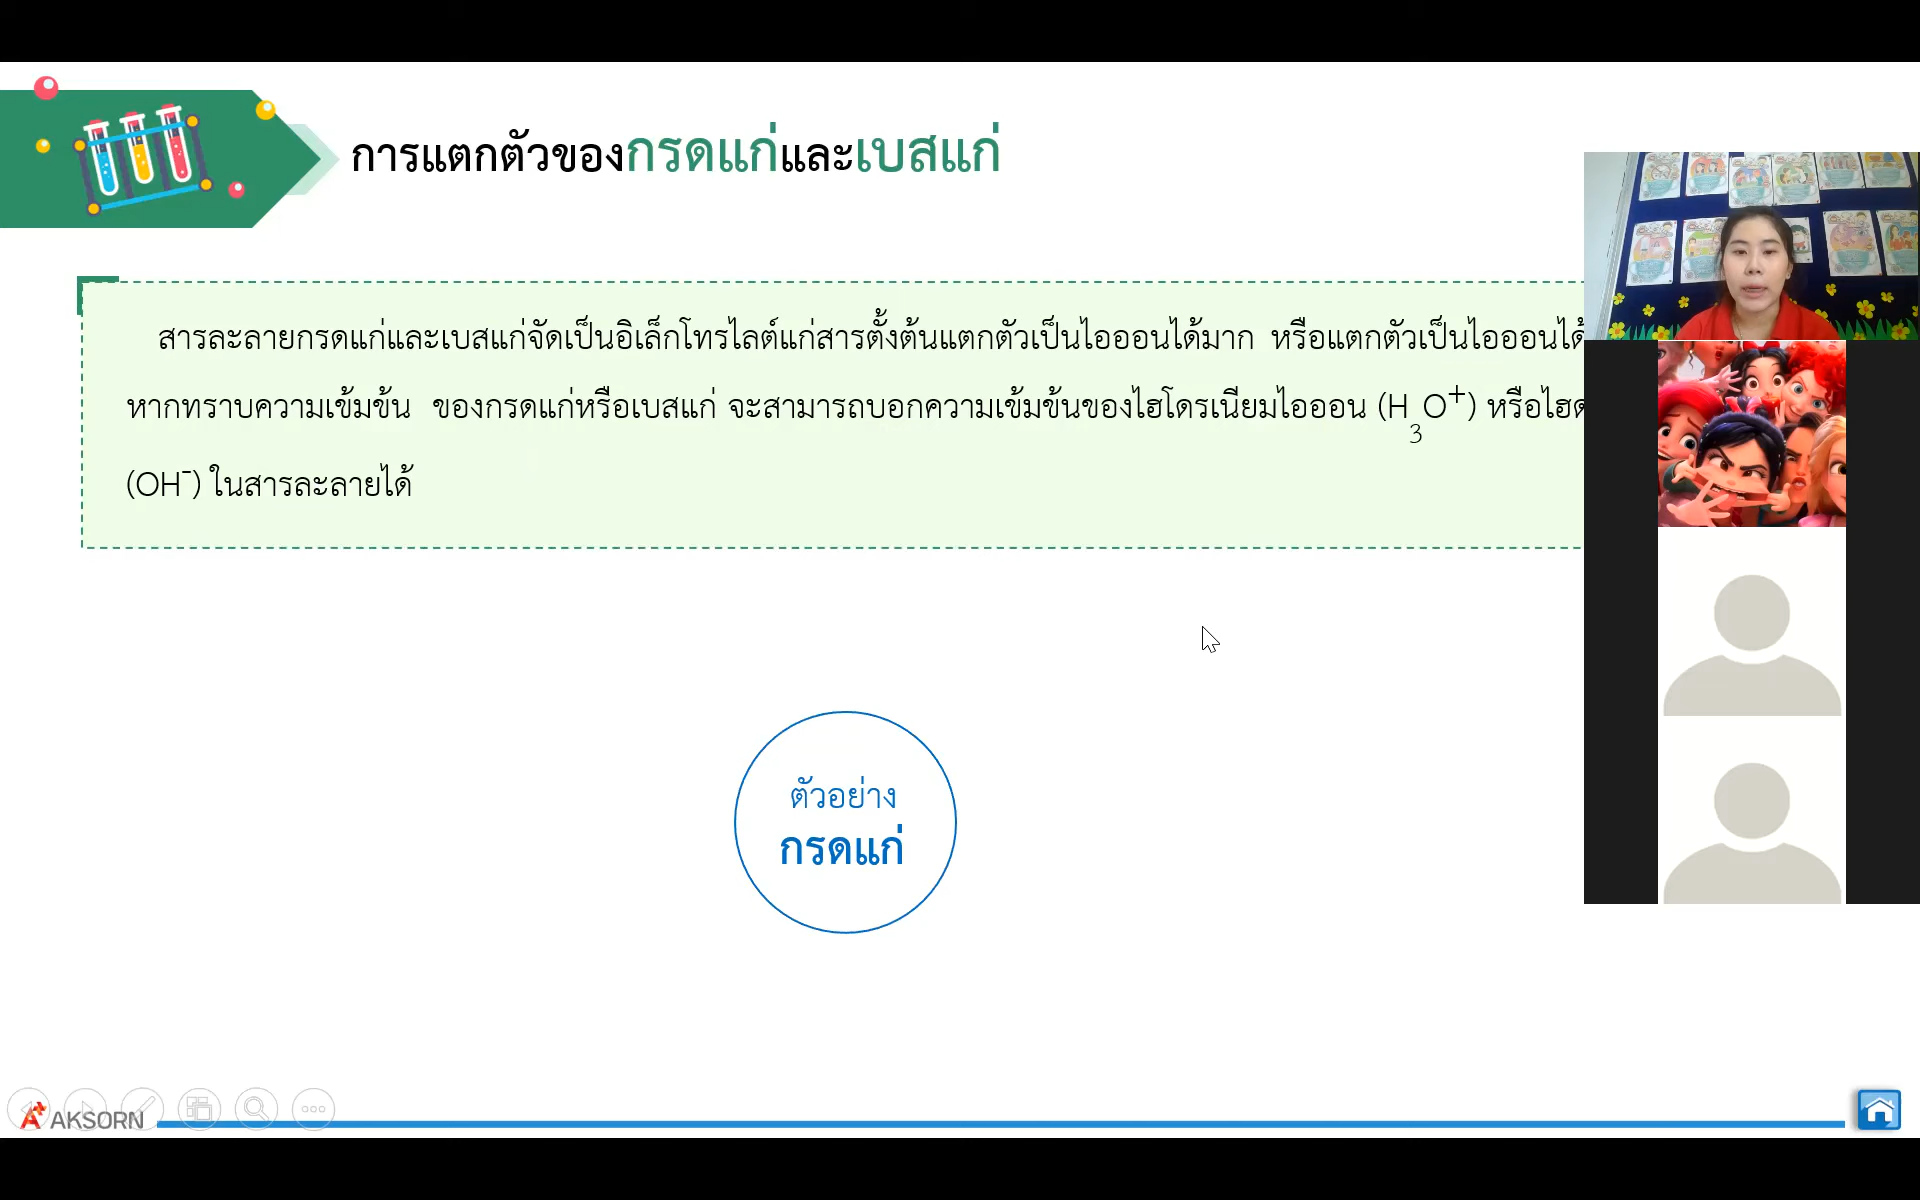 การแตกตัวของกรดแก่และเบสแก่
สารละลายกรดแก่และเบสแก่จัดเป็นอิเล็กโทรไลต์แก่สารตั้งต้นแตกตัวเป็นไอออนได้มาก หรือแตกตัวเป็นไอออนได้
หากทราบความเข้มข้น ของกรดแก่หรือเบสแก่ จะสามารถบอกความเข้มข้นของไฮโดรเนียมไอออน (H₃O⁺) หรือ
(OH⁻) ในสารละลายได้
ตัวอย่าง
กรดแก่
AKSORN